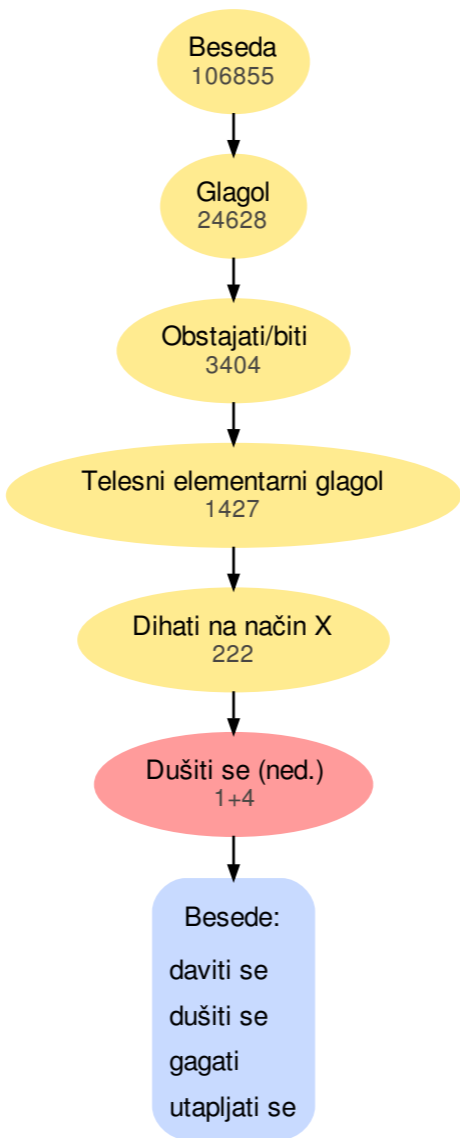 Beseda
106855
Glagol
24628
Obstajati/biti
3404
Telesni elementarni glagol
1427
Dihati na način X
222
Dušiti se (ned.)
1+4
Besede:
daviti se
dušiti se
gagati
utapljati se